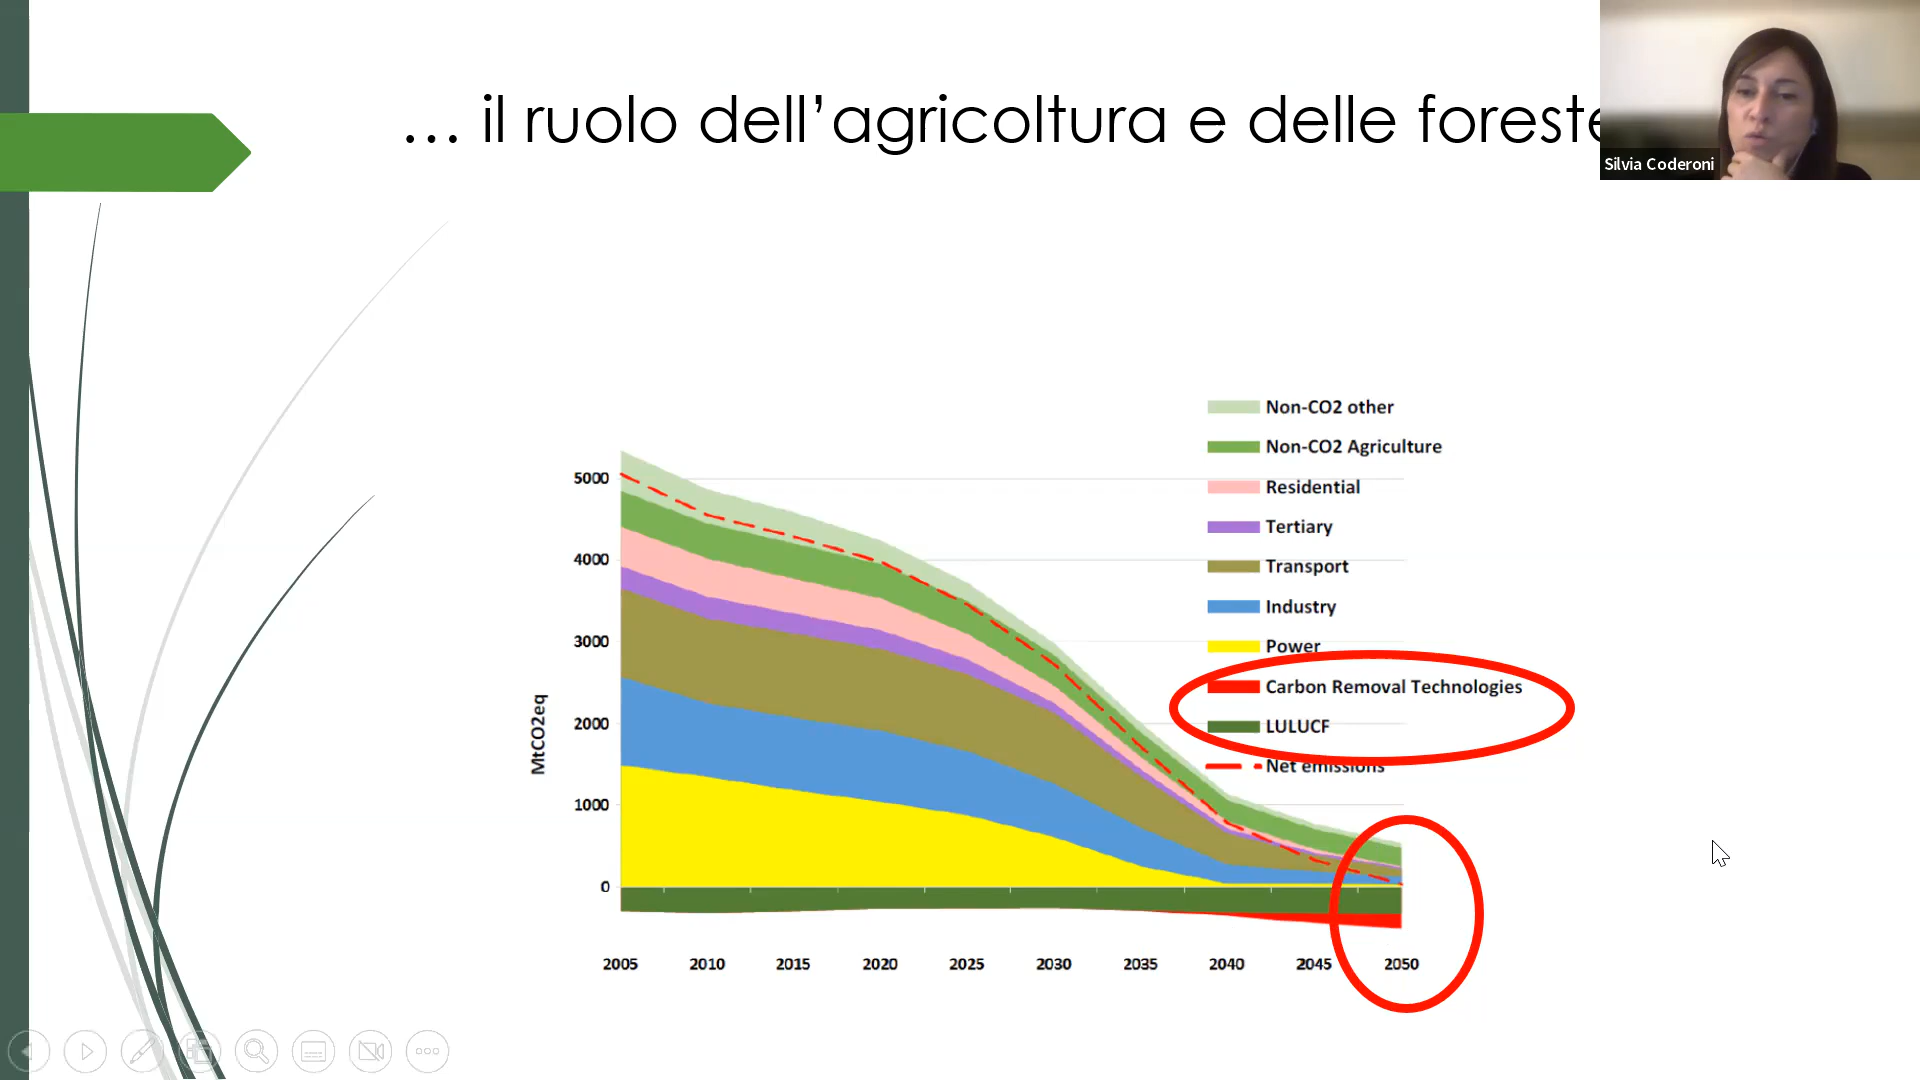 … il ruolo dell’agricoltura e delle foreste
Silvia Coderoni
Non-CO2 other
Non-CO2 Agriculture
Residential
Tertiary
Transport
Industry
Power
Carbon Removal Technologies
LULUCF
Net emissions
MtCO2eq
5000
4000
3000
2000
1000
0
2005 2010 2015 2020 2025 2030 2035 2040 2045 2050